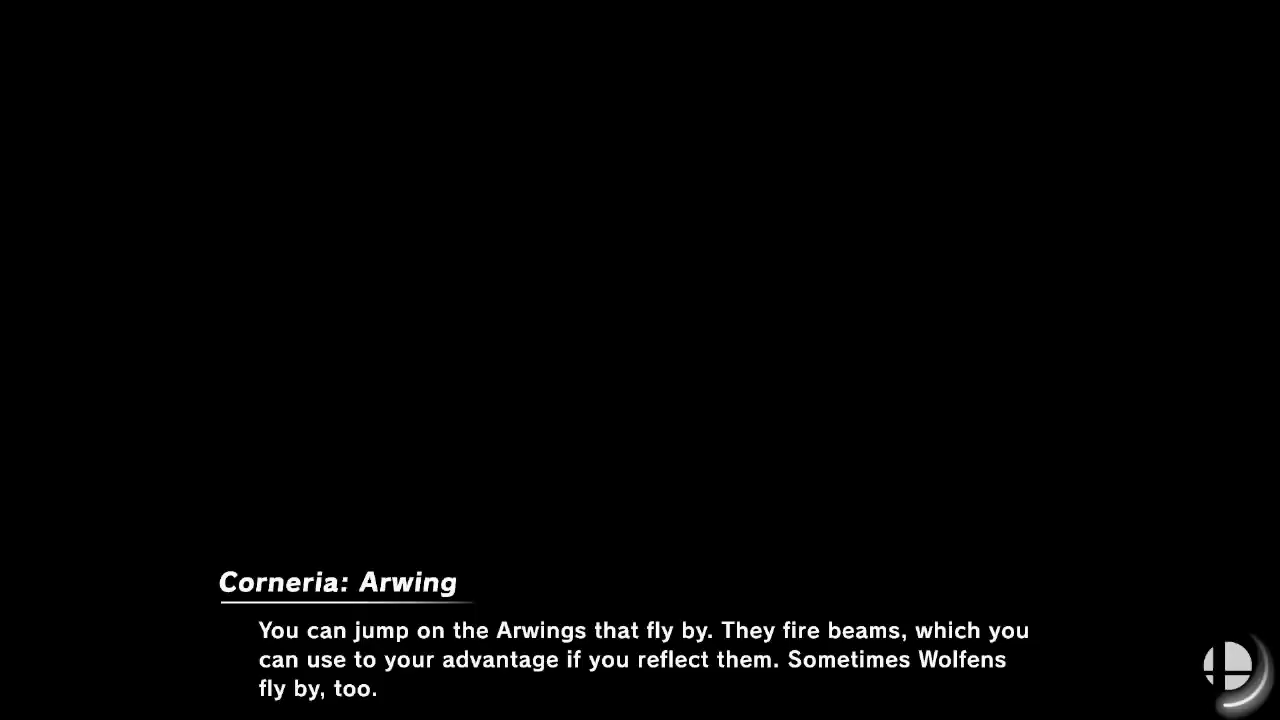 Corneria: Arwing
You can jump on the Arwings that fly by. They fire beams, which you
can use to your advantage if you reflect them. Sometimes Wolfens
fly by, too.